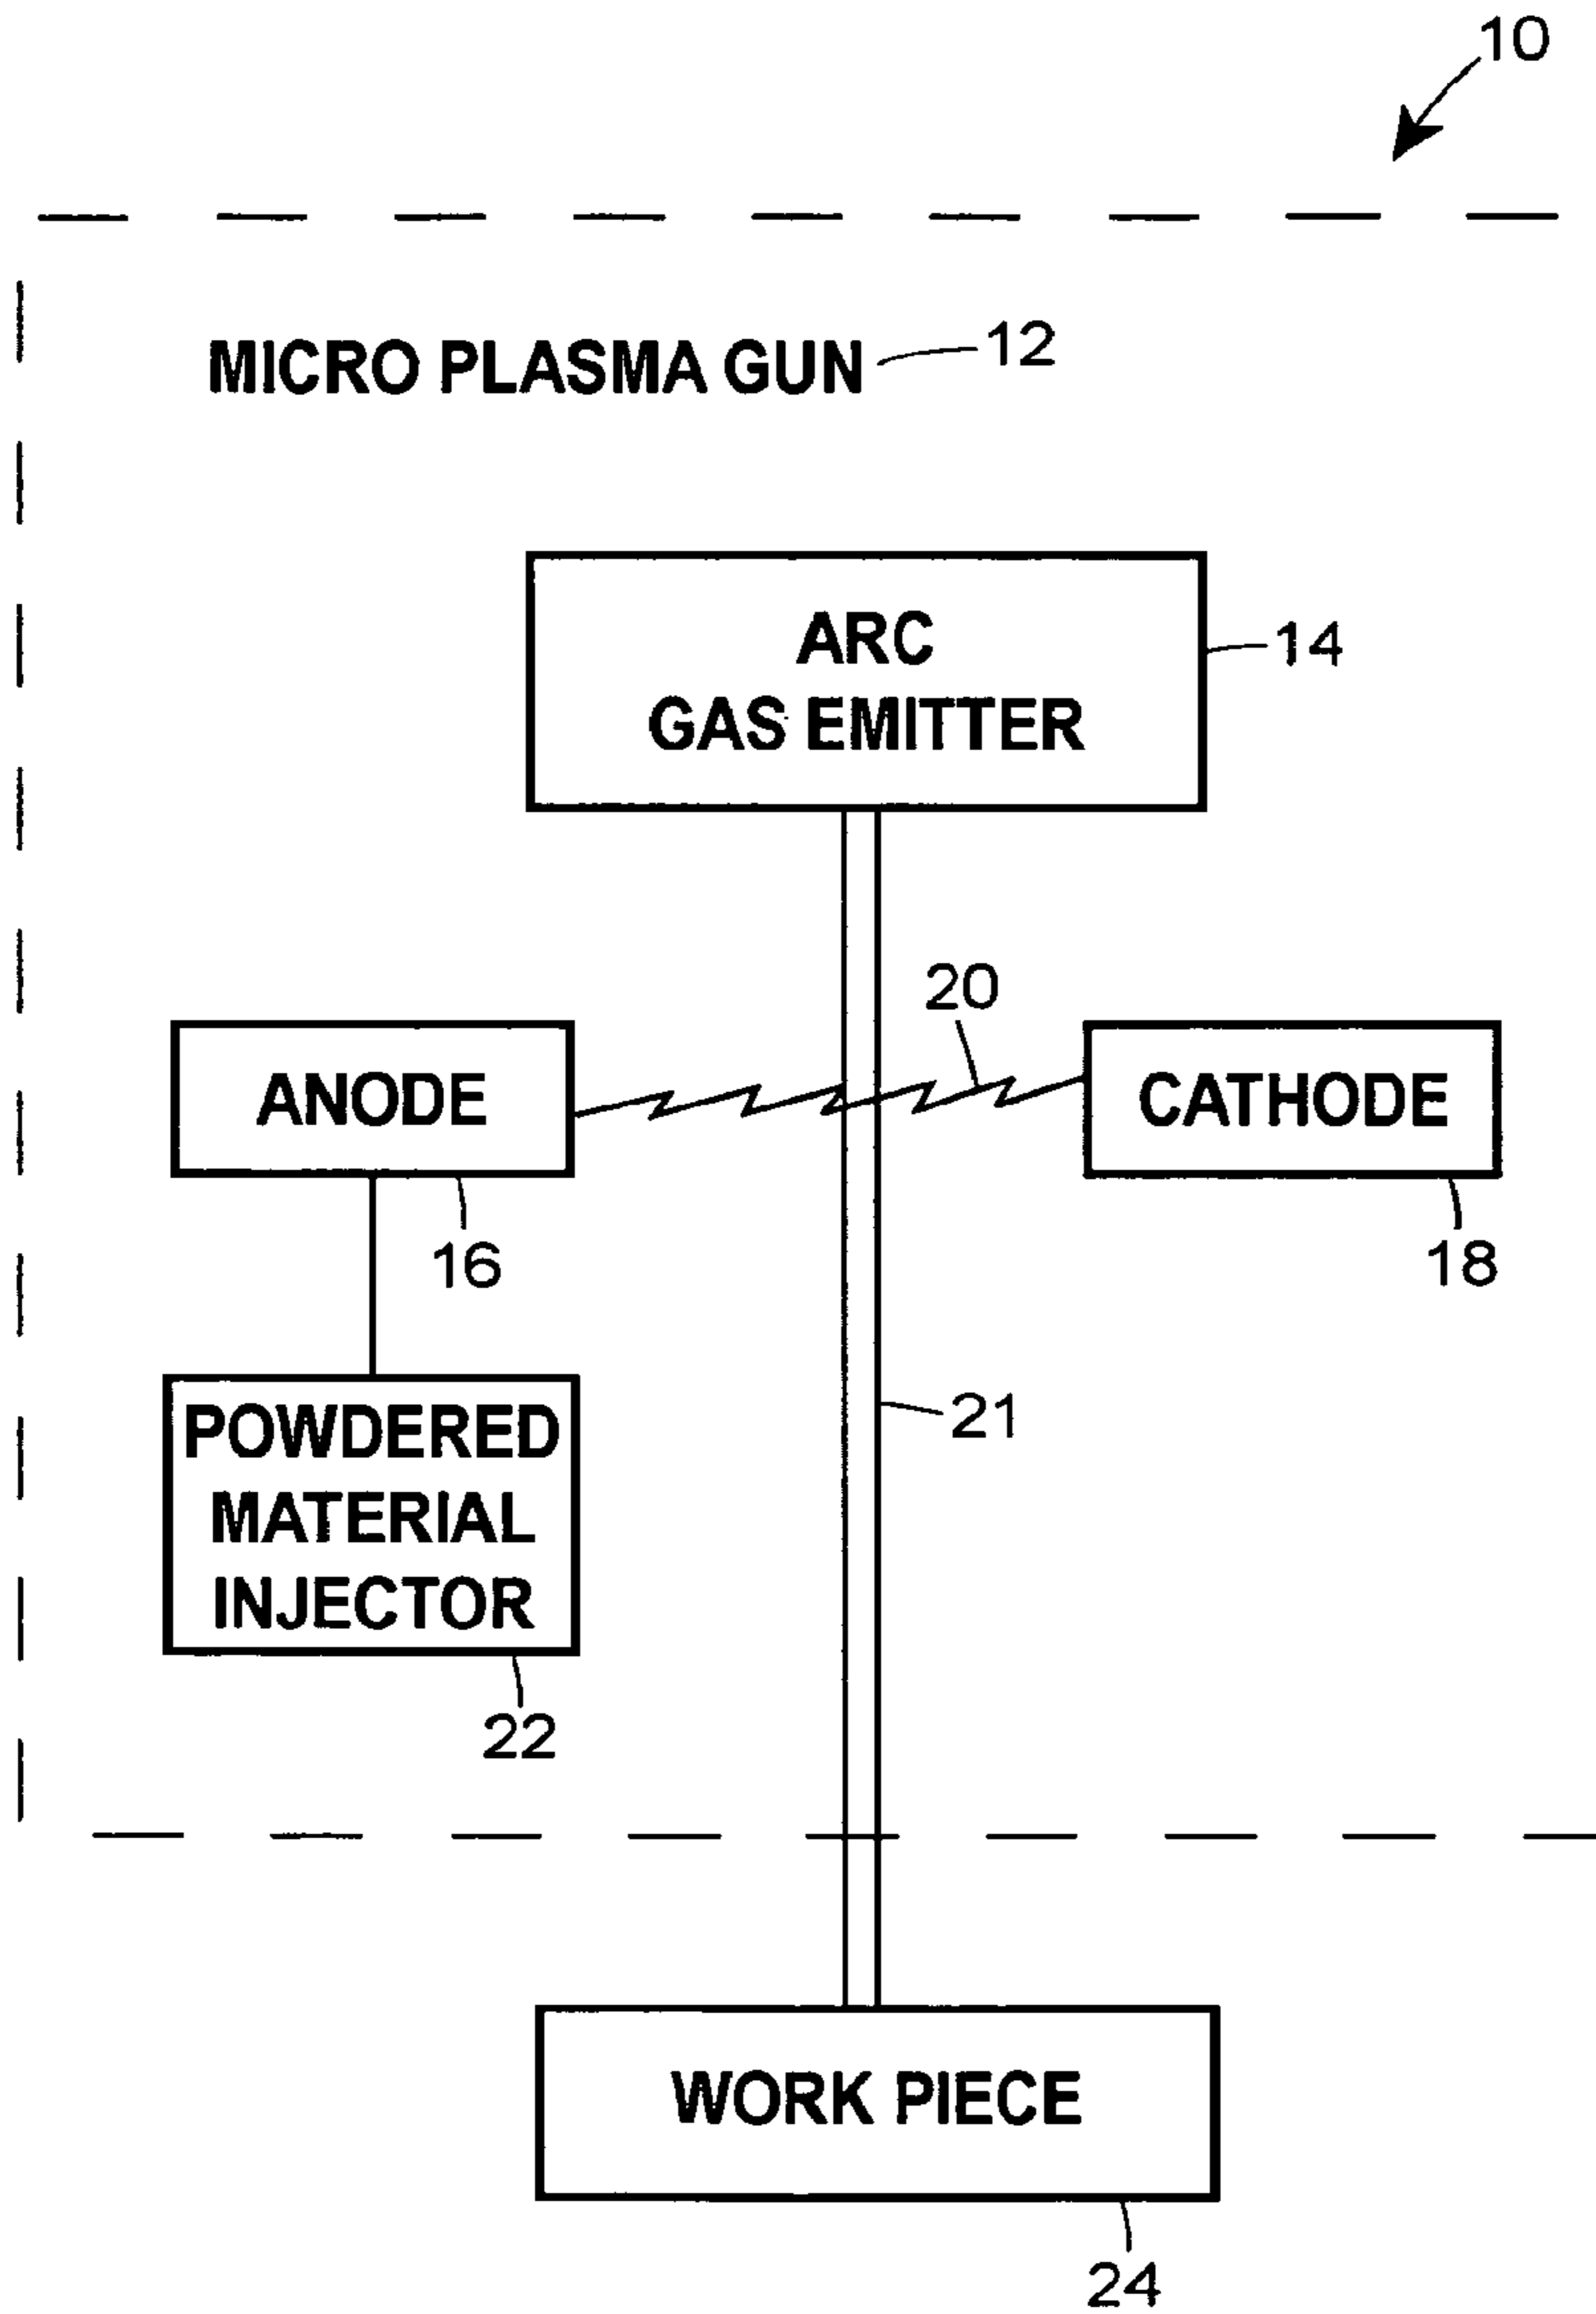 10
MICRO PLASMA GUN 12
ARC
GAS EMITTER
14
20
ANODE
CATHODE
16
18
POWDERED
MATERIAL
INJECTOR
21
22
WORK PIECE
24